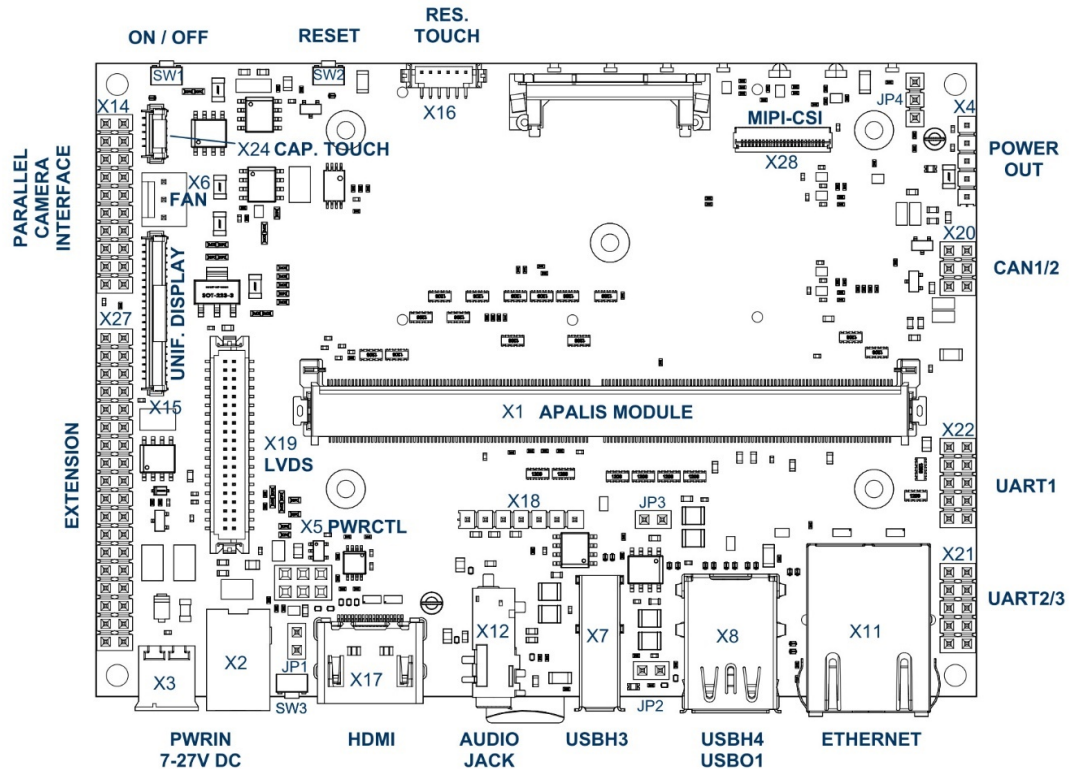 ON / OFF
RESET
RES.
TOUCH
SW1
SW2
X16
JP4
X14
X4
MIPI-CSI
X28
X24 CAP. TOUCH
POWER
OUT
PARALLEL
CAMERA
INTERFACE
X6
FAN
X20
CAN1/2
UNIF. DISPLAY
SOT-223-3
X27
X15
X1 APALIS MODULE
X19
LVDS
X22
UART1
EXTENSION
X18
JP3
X5 PWRCTL
X21
UART2/3
X12
X7
X8
X11
X2
JP1
X3
X17
SW3
JP2
PWRIN
7-27V DC
HDMI
AUDIO
JACK
USBH3
USBH4
USBO1
ETHERNET